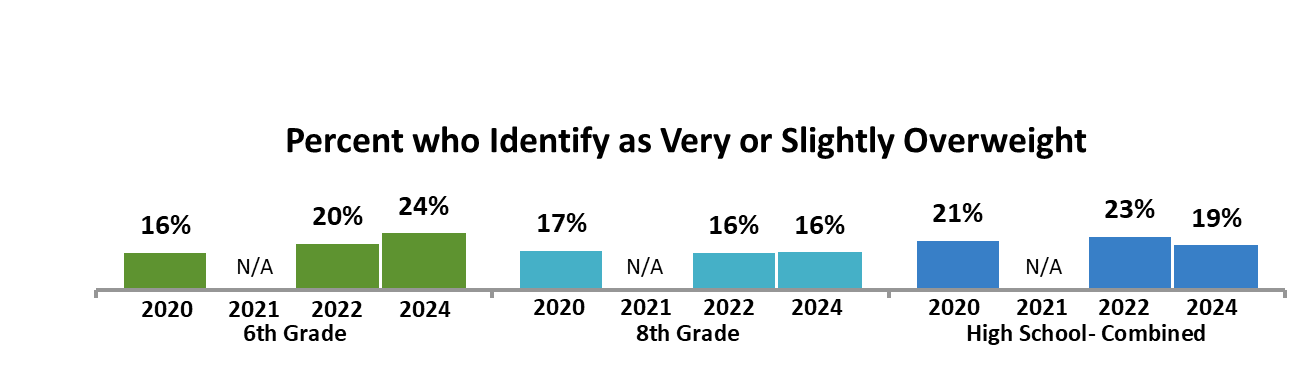 Percent who Identify as Very or Slightly Overweight
16% N/A 20% 24% 17% N/A 16% 16% 21% N/A 23% 19%
2020 2021 2022 2024 2020 2021 2022 2024 2020 2021 2022 2024
6th Grade 8th Grade High School- Combined